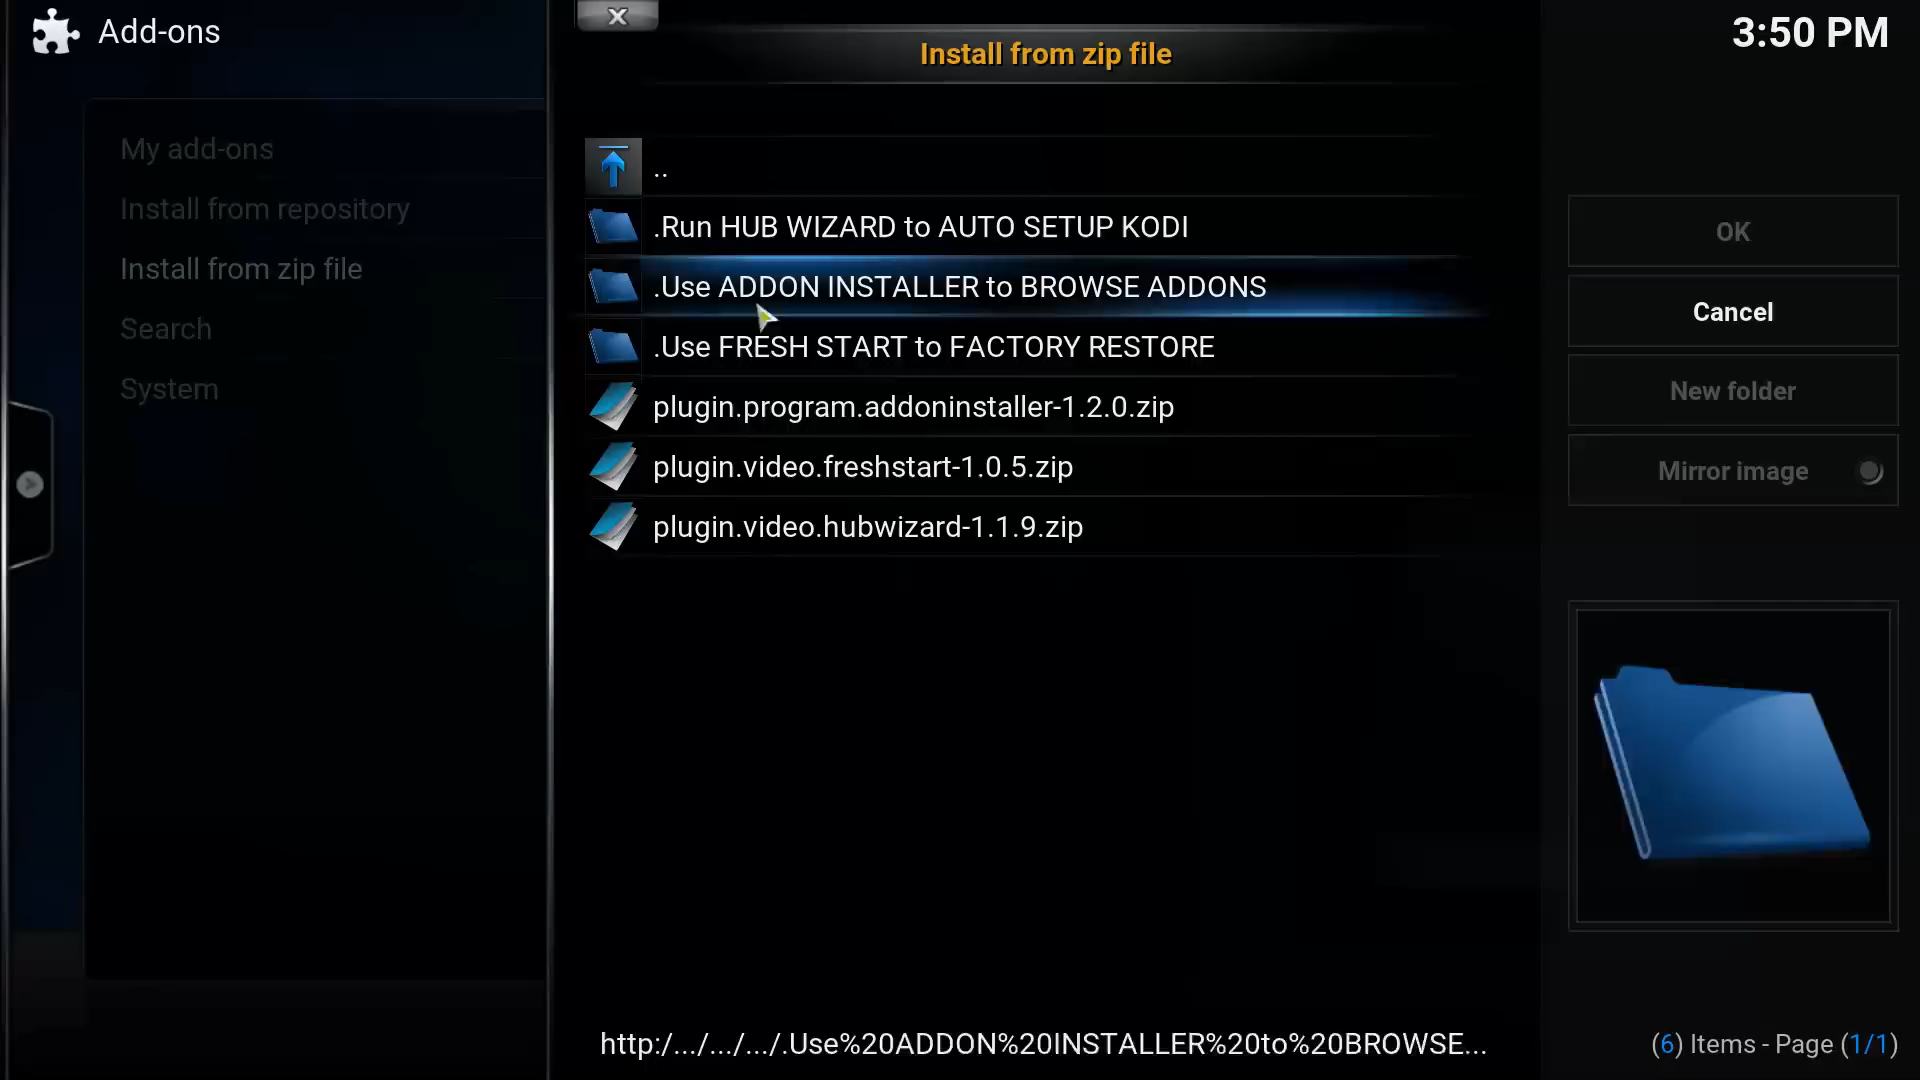 Add-ons
X
Install from zip file
3:50 PM
My add-ons
Install from repository
Install from zip file
Search
System
..
.Run HUB WIZARD to AUTO SETUP KODI
.Use ADDON INSTALLER to BROWSE ADDONS
.Use FRESH START to FACTORY RESTORE
plugin.program.addoninstaller-1.2.0.zip
plugin.video.freshstart-1.0.5.zip
plugin.video.hubwizard-1.1.9.zip
OK
Cancel
New folder
Mirror image
http:/.../.../.../.Use%20ADDON%20INSTALLER%20to%20BROWSE...
(6) Items - Page (1/1)